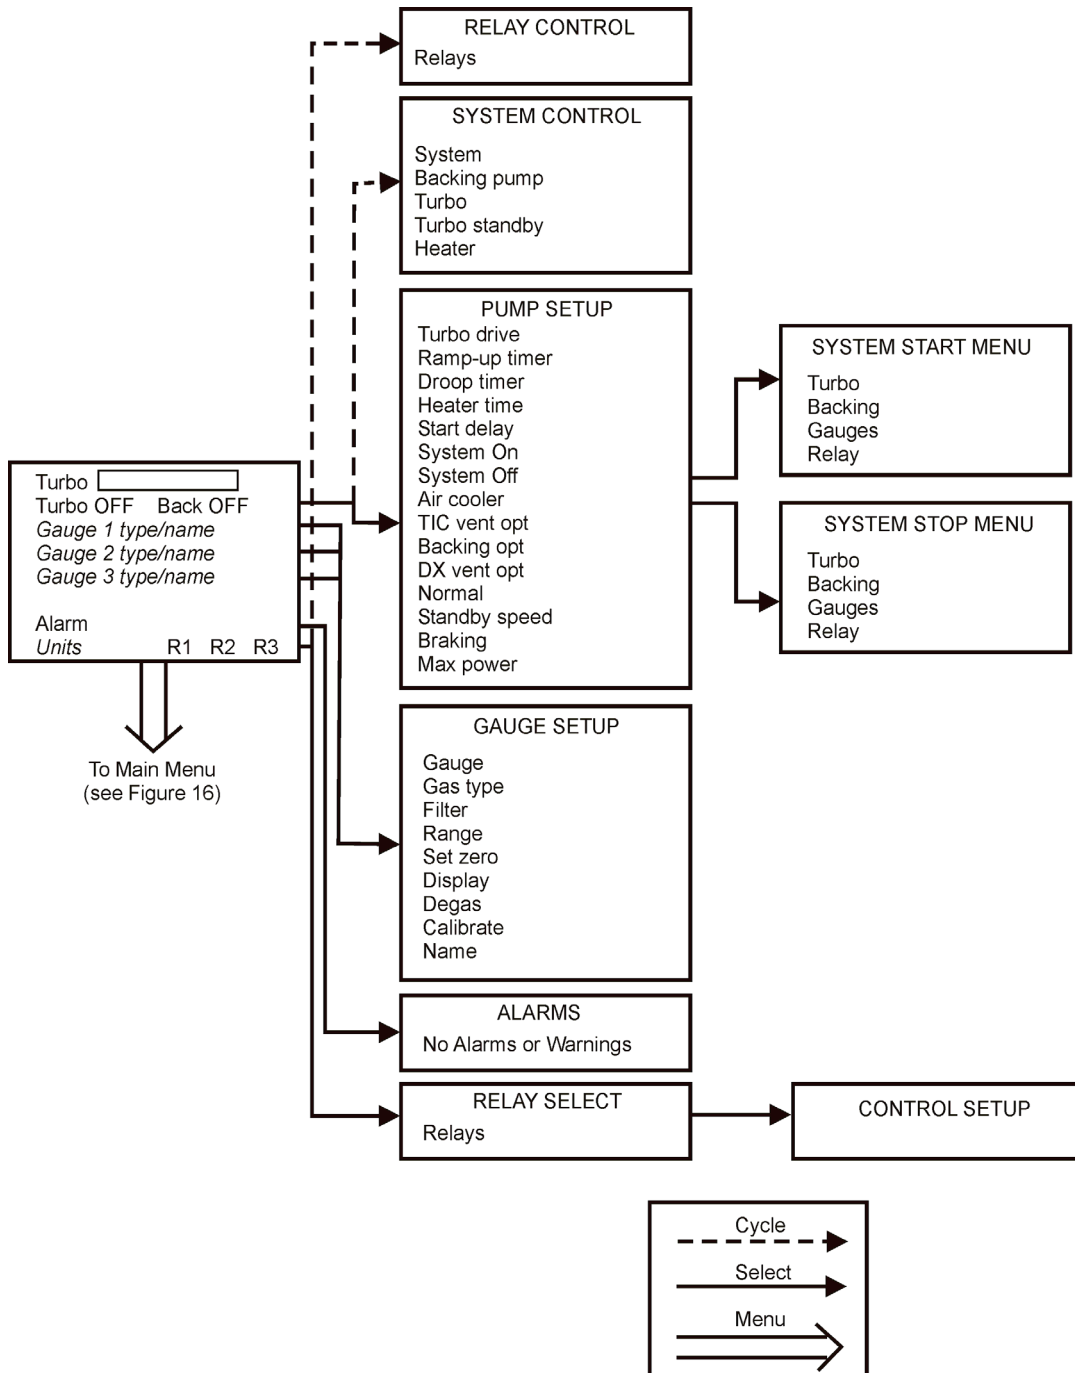 RELAY CONTROL
Relays
SYSTEM CONTROL
System
Backing pump
Turbo
Turbo standby
Heater
PUMP SETUP
Turbo drive
Ramp-up timer
Droop timer
Heater time
Start delay
System On
System Off
Air cooler
TIC vent opt
Backing opt
DX vent opt
Normal
Standby speed
Braking
Max power
SYSTEM START MENU
Turbo
Backing
Gauges
Relay
SYSTEM STOP MENU
Turbo
Backing
Gauges
Relay
Turbo
Turbo OFF Back OFF
Gauge 1 type/name
Gauge 2 type/name
Gauge 3 type/name
Alarm
Units R1 R2 R3
To Main Menu
(see Figure 16)
GAUGE SETUP
Gauge
Gas type
Filter
Range
Set zero
Display
Degas
Calibrate
Name
ALARMS
No Alarms or Warnings
RELAY SELECT
Relays
CONTROL SETUP
Cycle
Select
Menu